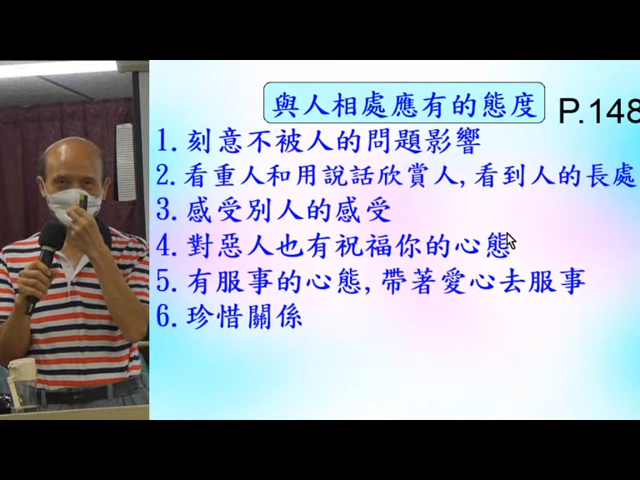 與人相處應有的態度
P.148
1.刻意不被人的問題影響
2.看重人和用說話欣賞人,看到人的長處
3.感受別人的感受
4.對惡人也有祝福你的心態
5.有服事的心態,帶著愛心去服事
6.珍惜關係